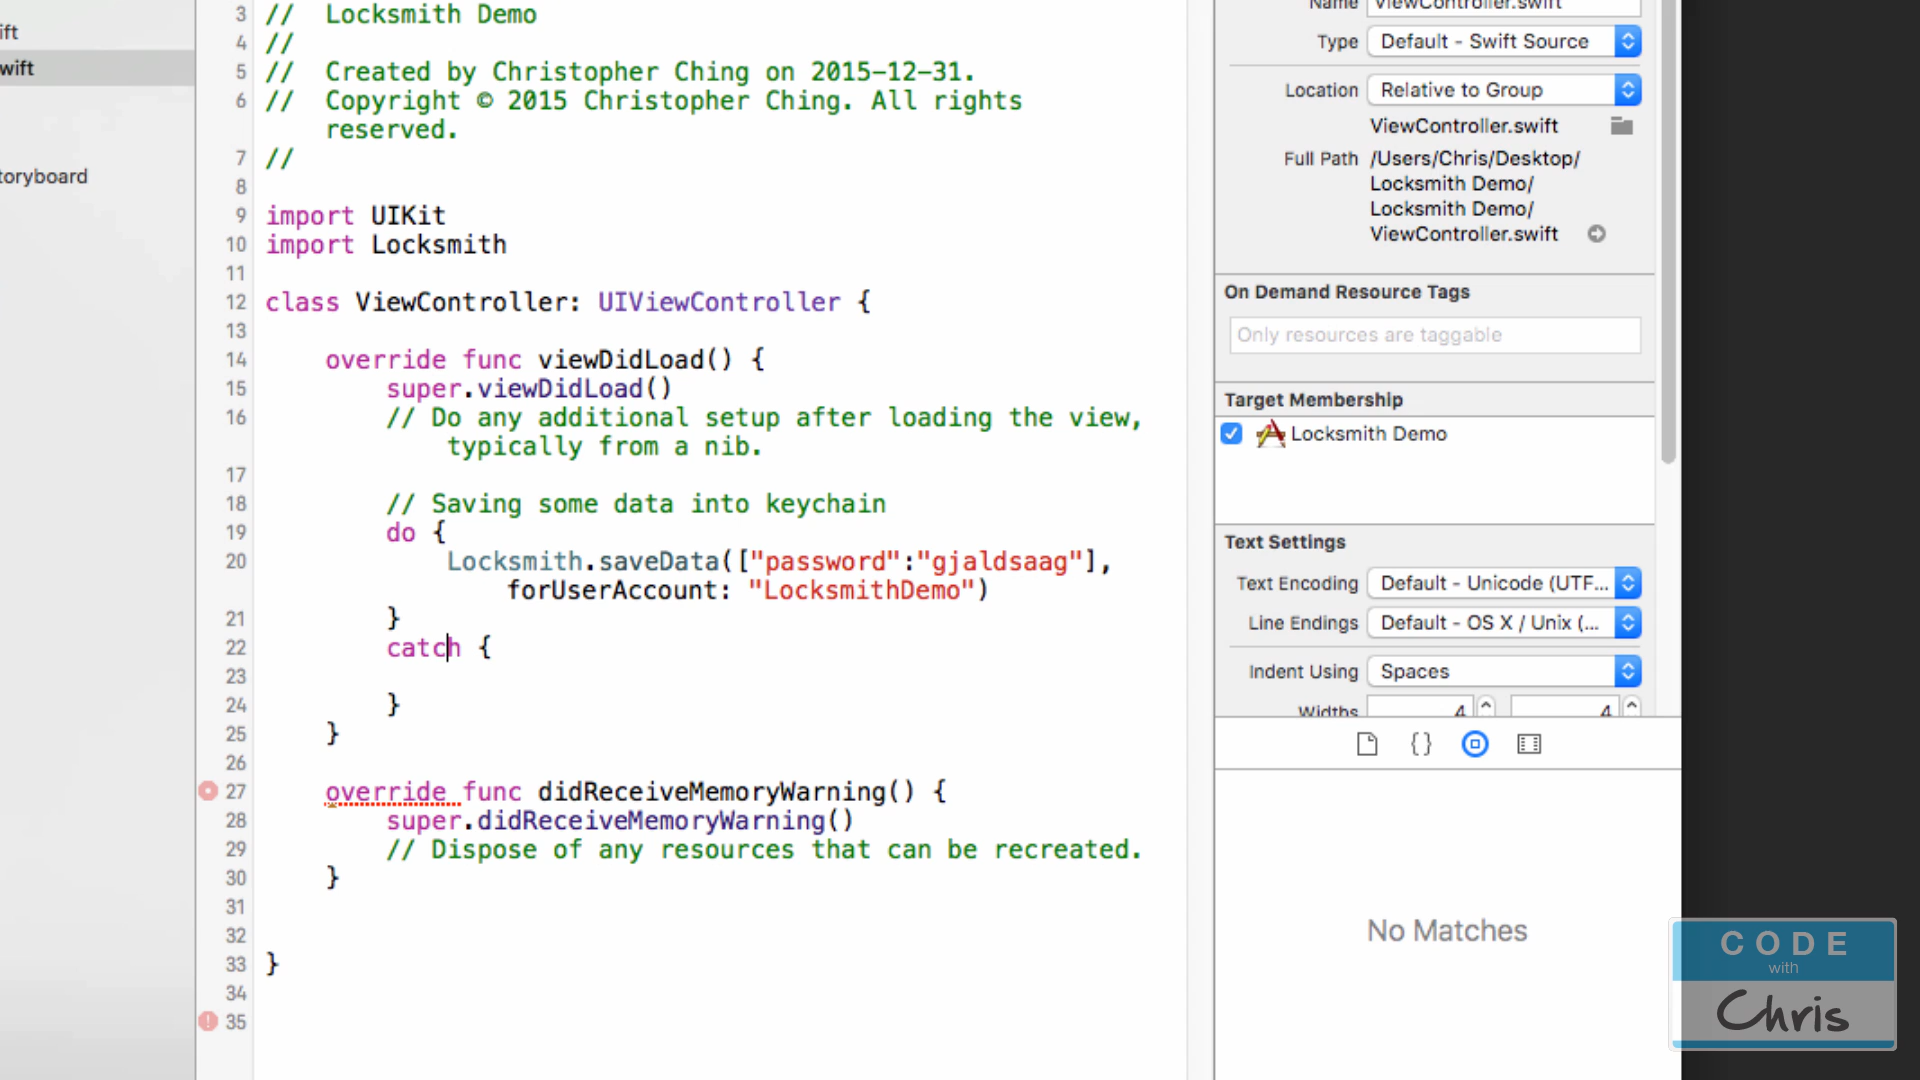 ift
wift
toryboard
3 // Locksmith Demo
4 //
5 // Created by Christopher Ching on 2015-12-31.
6 // Copyright © 2015 Christopher Ching. All rights
reserved.
7 //
8
9 import UIKit
10 import Locksmith
11
12 class ViewController: UIViewController {
13
14 override func viewDidLoad() {
15 super.viewDidLoad()
16 // Do any additional setup after loading the view,
typically from a nib.
17
18 // Saving some data into keychain
19 do {
20 Locksmith.saveData(["password":"gjaldsaag"],
forUserAccount: "LocksmithDemo")
21 }
22 catch {
23
24 }
25 }
26
27 override func didReceiveMemoryWarning() {
28 super.didReceiveMemoryWarning()
29 // Dispose of any resources that can be recreated.
30 }
31
32
33 }
34
35
Name ViewController.swift
Type Default - Swift Source
Location Relative to Group
ViewController.swift
Full Path /Users/Chris/Desktop/
Locksmith Demo/
Locksmith Demo/
ViewController.swift
On Demand Resource Tags
Only resources are taggable
Target Membership
Locksmith Demo
Text Settings
Text Encoding Default - Unicode (UTF...
Line Endings Default - OS X / Unix (...
Indent Using Spaces
Widths 4 4
{}
No Matches
CODE
with
Chris